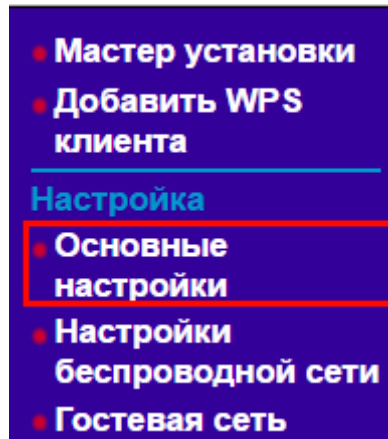 Мастер установки
Добавить WPS
клиента
Настройка
Основные
настройки
Настройки
беспроводной сети
Гостевая сеть